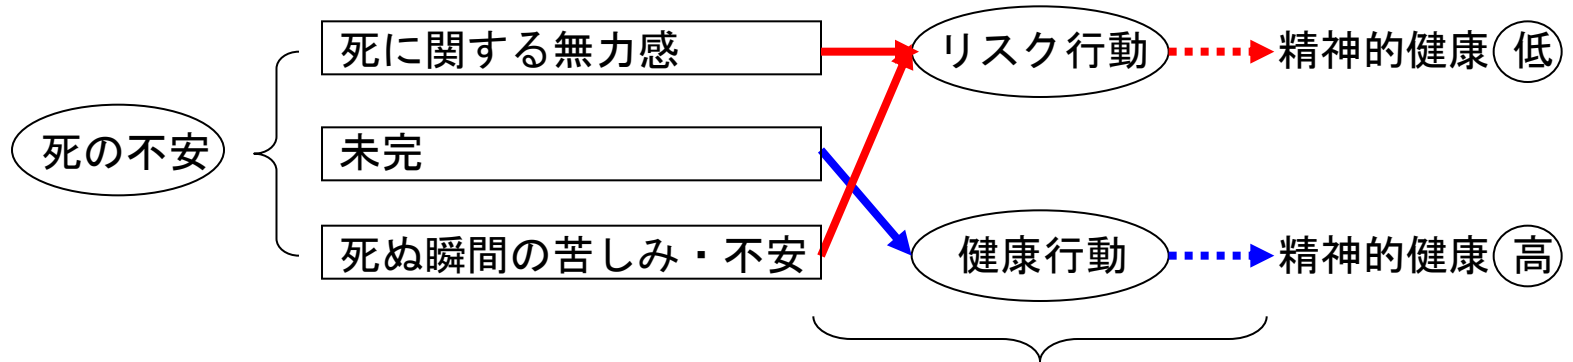 死に関する無力感
リスク行動
精神的健康 低
死の不安
未完
死ぬ瞬間の苦しみ・不安
健康行動
精神的健康 高